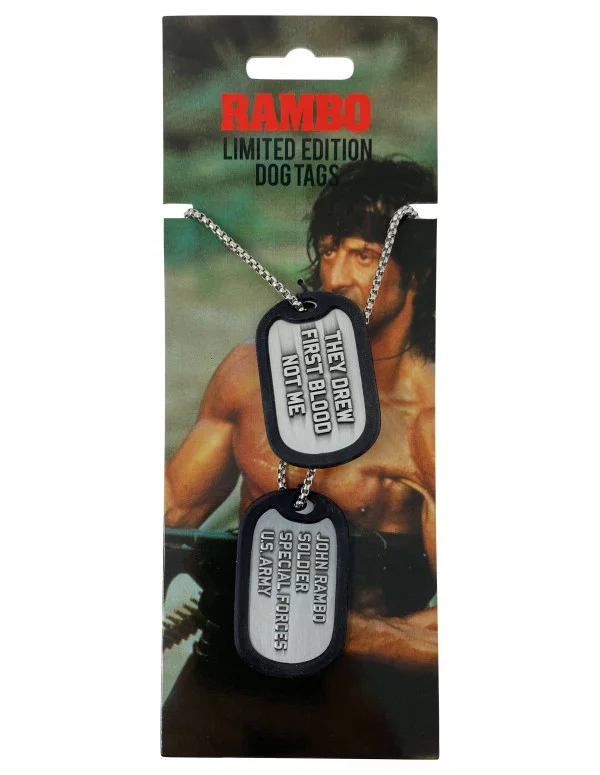 RAMBO
LIMITED EDITION
DOG TAGS
THEY DREW
FIRST BLOOD
NOT ME
JOHN RAMBO
SOLDIER
SPECIAL FORCES
U.S ARMY